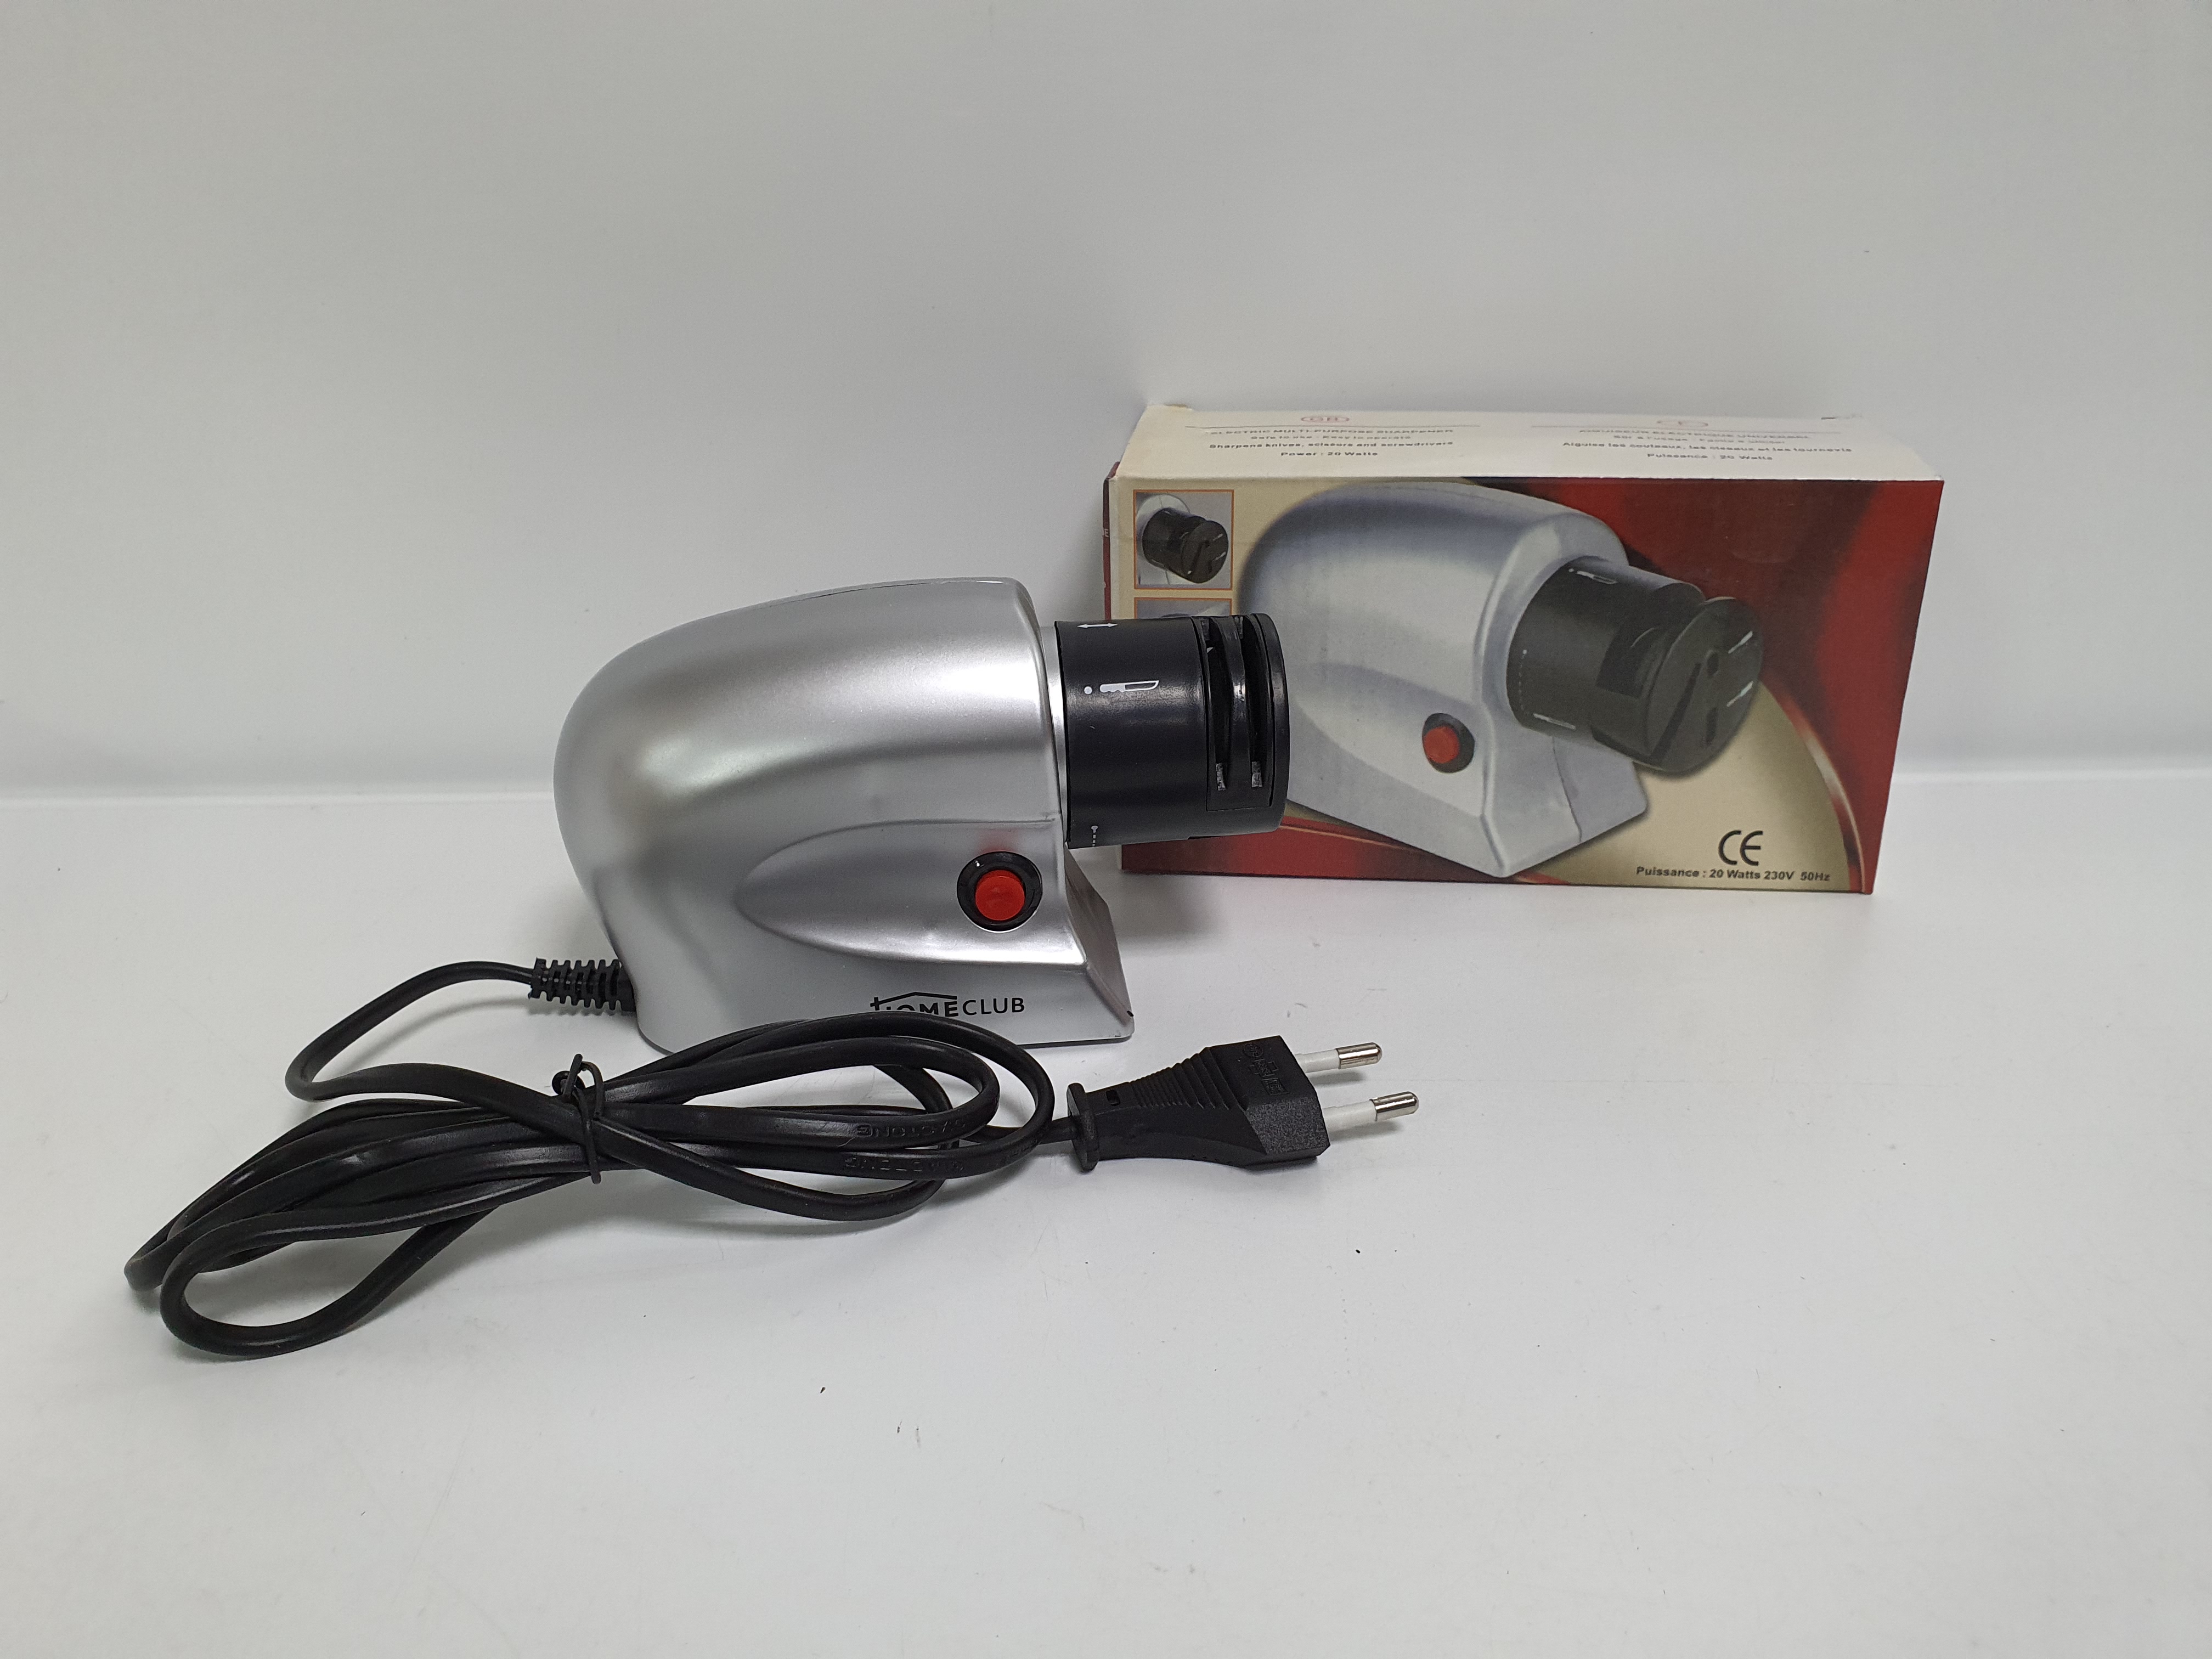 GB
ELECTRIC MULTI-PURPOSE SHARPENER
Safe to use - Easy to operate
Sharpens knives, scissors and screwdrivers
Power : 20 Watts
F
AIGUISEUR ELECTRIQUE UNIVERSEL
Aiguise les couteaux, les ciseaux et les tournevis
Puissance : 20 Watts
CE
Puissance : 20 Watts 230V 50Hz
HOMECLUB